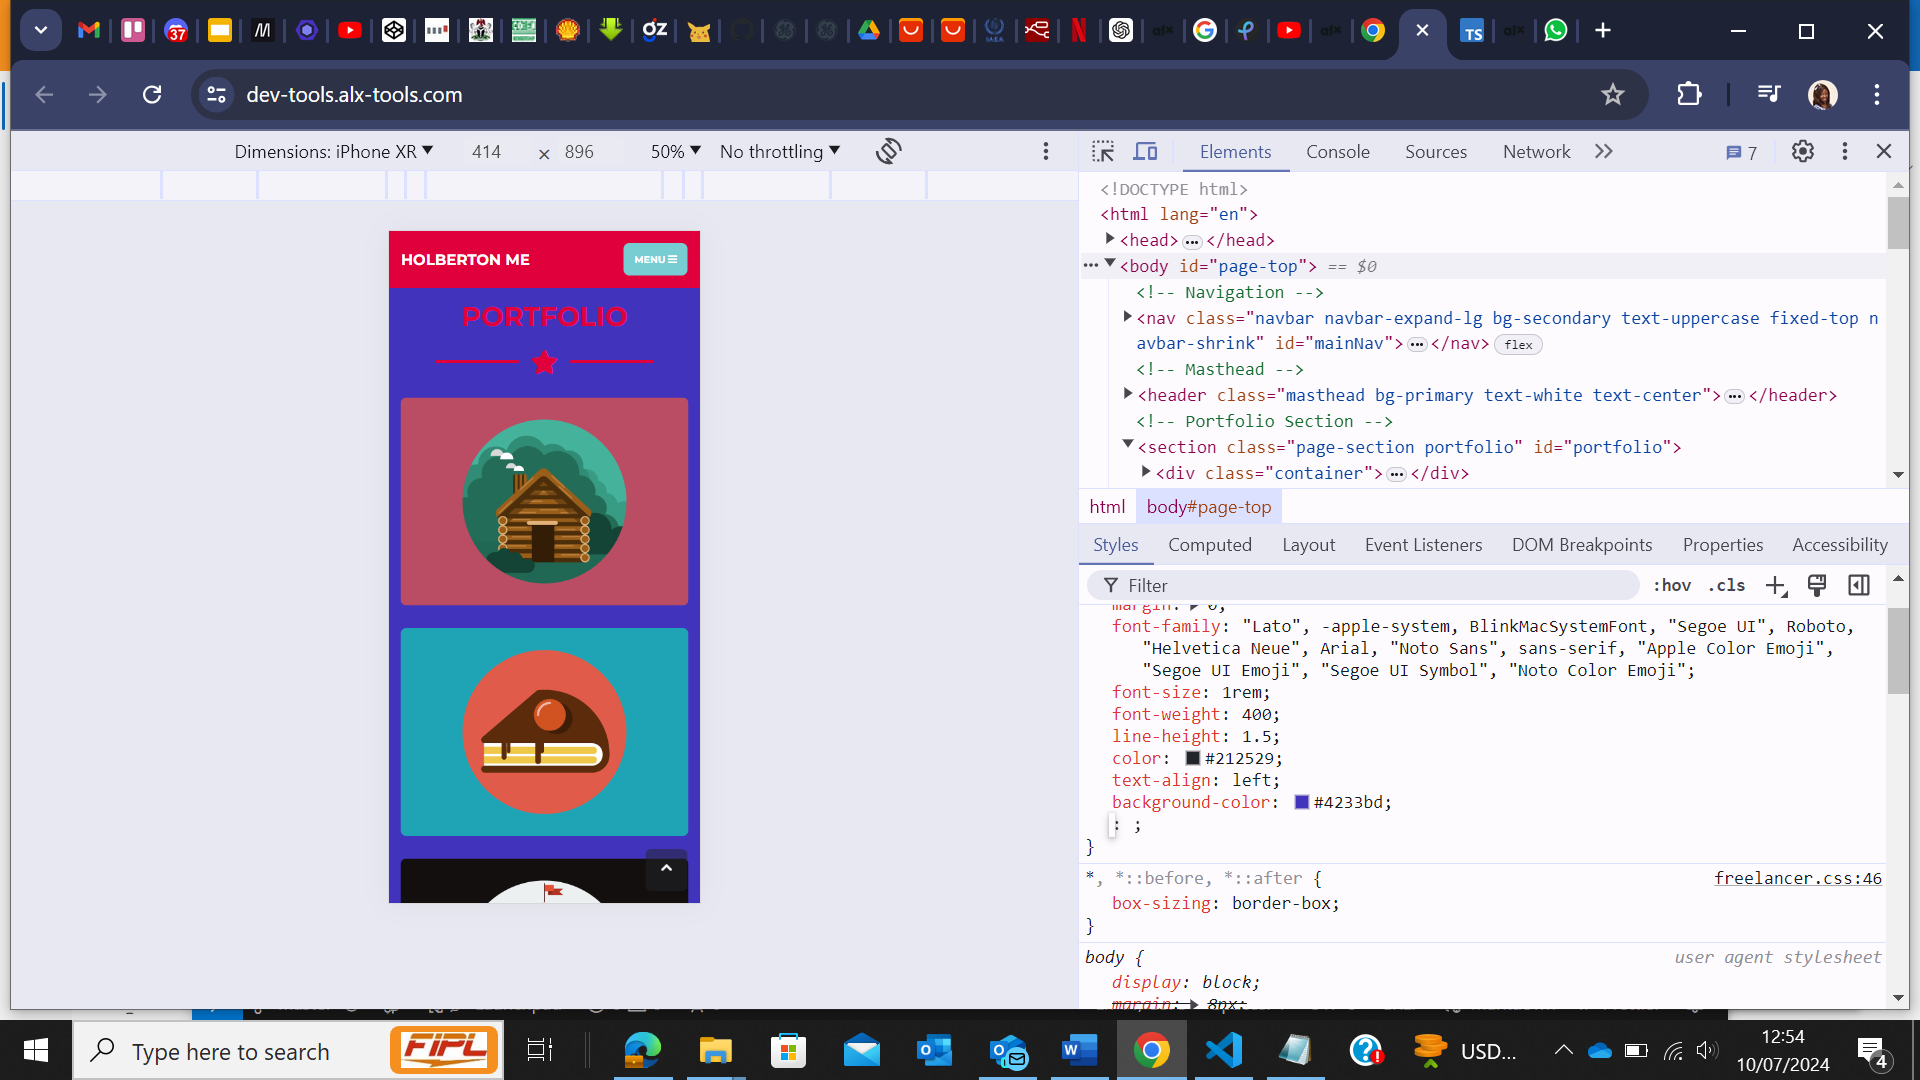 37
M
OZ
IAEA
N
alx
G
alx
TS
alx
dev-tools.alx-tools.com
Dimensions: iPhone XR 414 × 896 50% No throttling
Elements Console Sources Network 7
HOLBERTON ME
MENU
PORTFOLIO
<!DOCTYPE html>
<html lang="en">
<head> ••• </head>
••• <body id="page-top"> == $0
<!-- Navigation -->
<nav class="navbar navbar-expand-lg bg-secondary text-uppercase fixed-top n
avbar-shrink" id="mainNav"> ••• </nav> flex
<!-- Masthead -->
<header class="masthead bg-primary text-white text-center"> ••• </header>
<!-- Portfolio Section -->
<section class="page-section portfolio" id="portfolio">
<div class="container"> ••• </div>
html body#page-top
Styles Computed Layout Event Listeners DOM Breakpoints Properties Accessibility
Filter :hov .cls
margin: 0;
font-family: "Lato", -apple-system, BlinkMacSystemFont, "Segoe UI", Roboto,
"Helvetica Neue", Arial, "Noto Sans", sans-serif, "Apple Color Emoji",
"Segoe UI Emoji", "Segoe UI Symbol", "Noto Color Emoji";
font-size: 1rem;
font-weight: 400;
line-height: 1.5;
color: #212529;
text-align: left;
background-color: #4233bd;
: ;
}
*, *::before, *::after {
freelancer.css:46
box-sizing: border-box;
}
body {
user agent stylesheet
display: block;
margin: 8px;
Type here to search
FIPL
USD...
12:54
10/07/2024
4